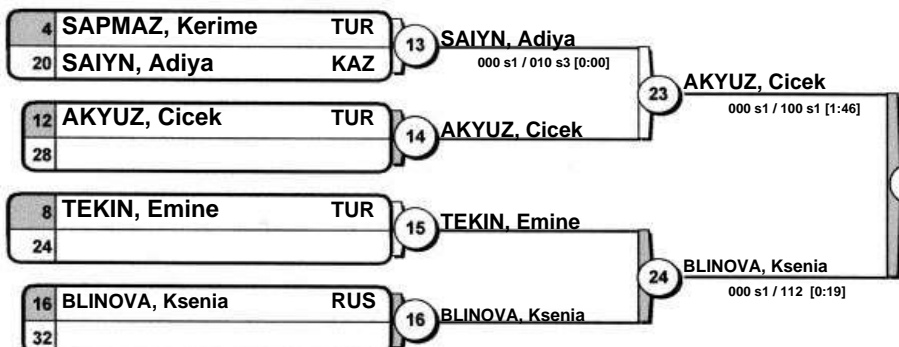 4 SAPMAZ, Kerime TUR
20 SAIYN, Adiya KAZ
13 SAIYN, Adiya
000 s1 / 010 s3 [0:00]
12 AKYUZ, Cicek TUR
28
14 AKYUZ, Cicek
23 AKYUZ, Cicek
000 s1 / 100 s1 [1:46]
8 TEKIN, Emine TUR
24
15 TEKIN, Emine
16 BLINOVA, Ksenia RUS
32
16 BLINOVA, Ksenia
24 BLINOVA, Ksenia
000 s1 / 112 [0:19]